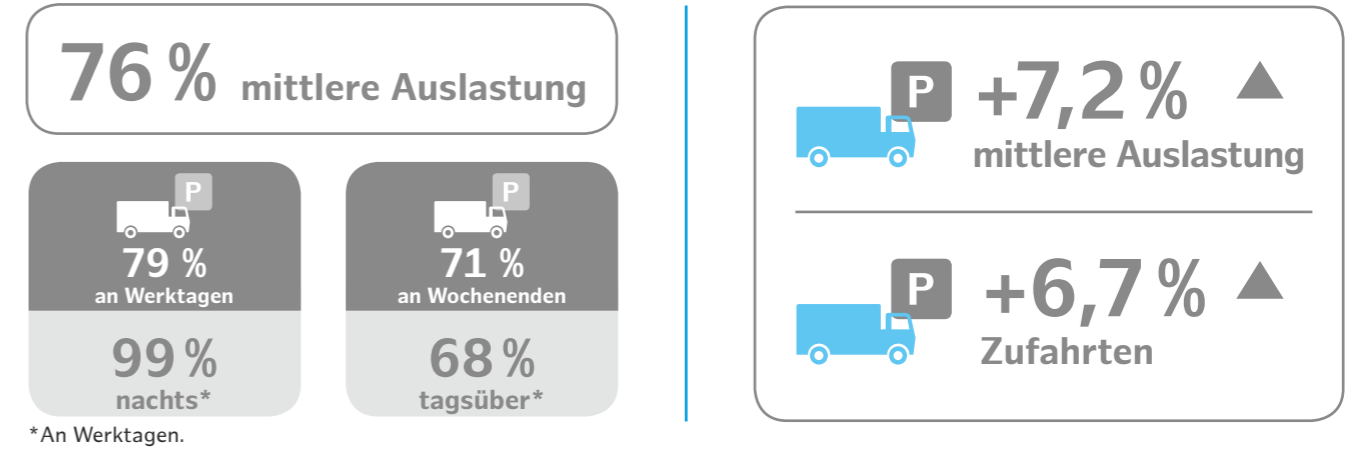 76 % mittlere Auslastung
P
79 %
an Werktagen
99 %
nachts*
P
71 %
an Wochenenden
68 %
tagsüber*
*An Werktagen.
P
+7,2 %
mittlere Auslastung
P
+6,7 %
Zufahrten